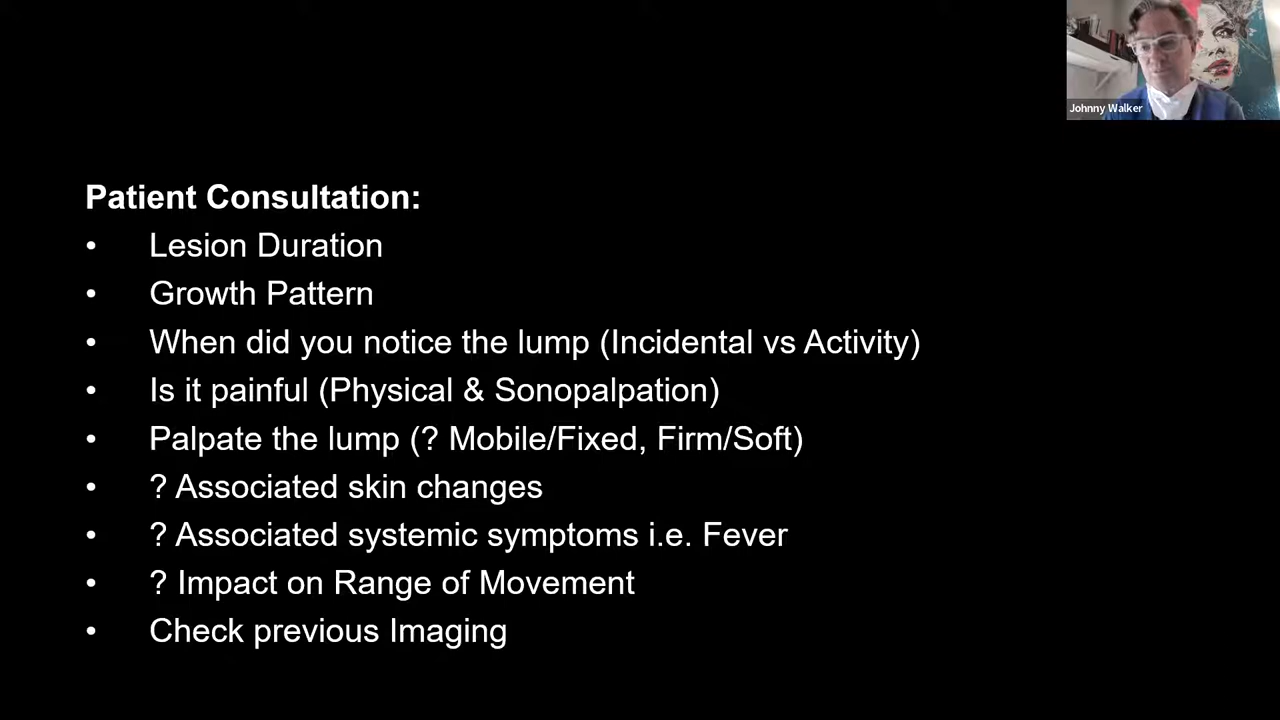 Johnny Walker
Patient Consultation:
• Lesion Duration
• Growth Pattern
• When did you notice the lump (Incidental vs Activity)
• Is it painful (Physical & Sonopalpation)
• Palpate the lump (? Mobile/Fixed, Firm/Soft)
• ? Associated skin changes
• ? Associated systemic symptoms i.e. Fever
• ? Impact on Range of Movement
• Check previous Imaging